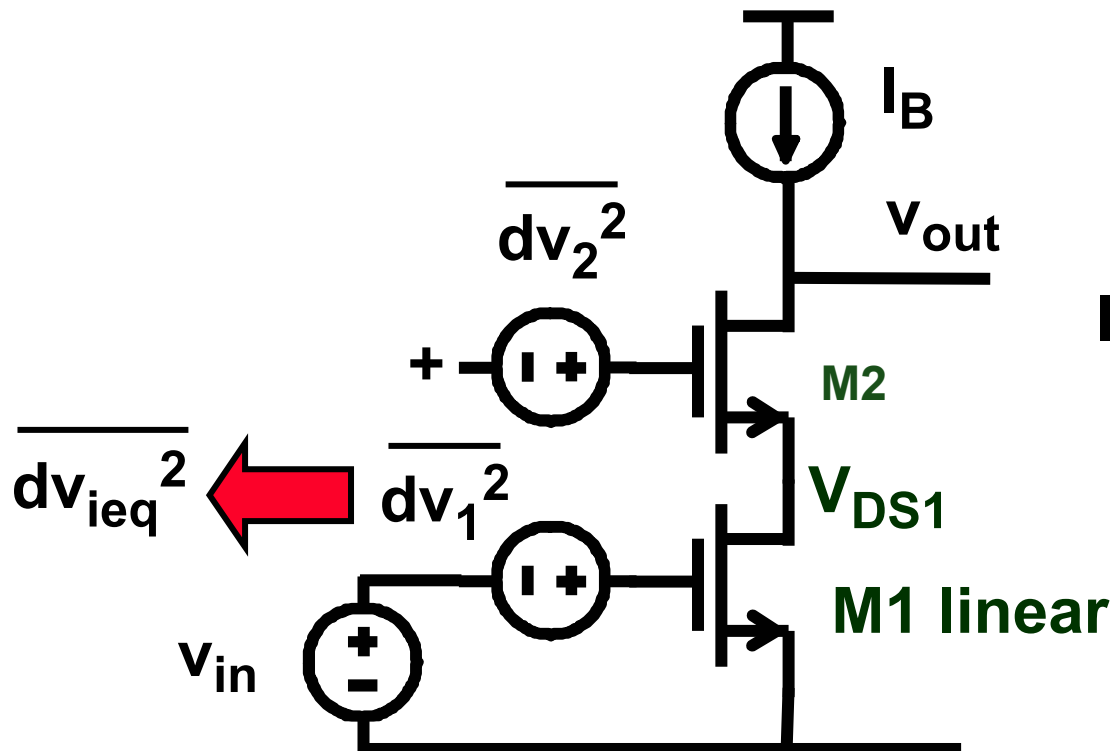 I_B
dv_2^2
v_out
I
+ - +
M2
dv_ieq^2
dv_1^2
V_DS1
- +
M1 linear
v_in
+
-